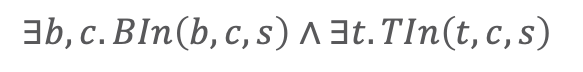 ∃b, c. BIn(b, c, s) ∧ ∃t. TIn(t, c, s)